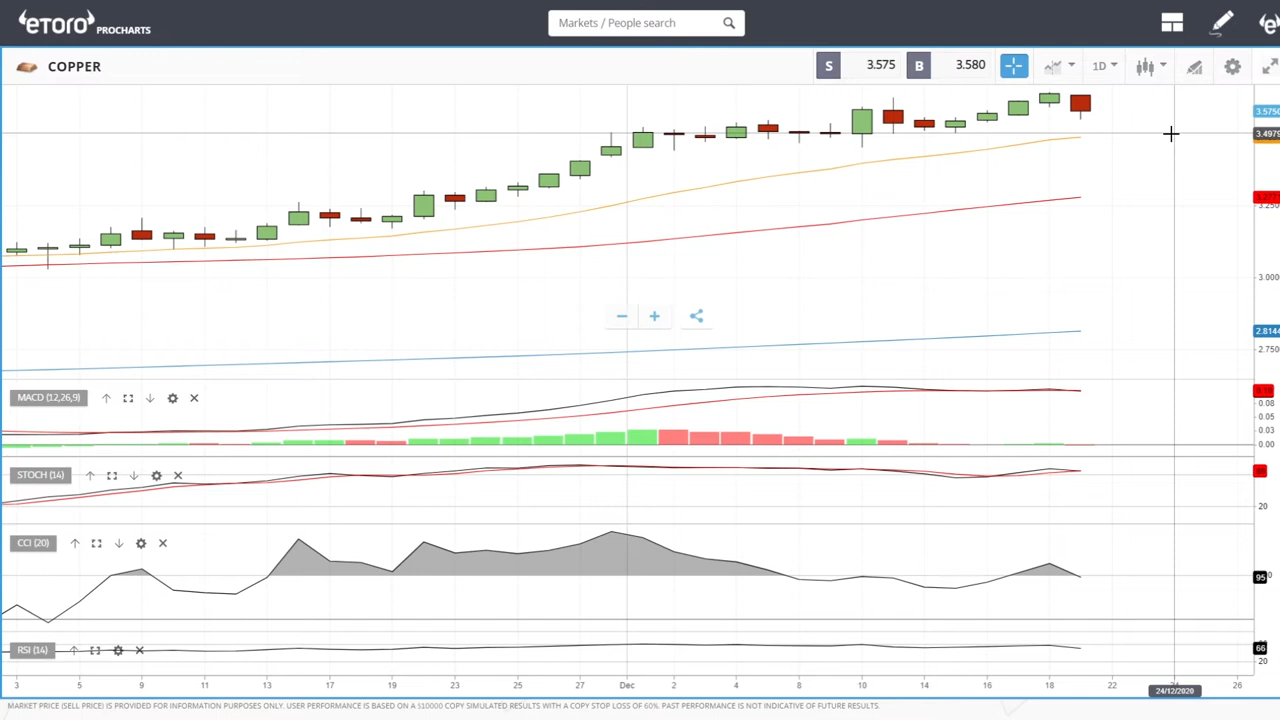 eTORO PROCHARTS
Markets / People search
COPPER
S 3.575 B 3.580
1D
3.5750
3.4979
3.000
2.8144
2.750
MACD (12,26,9)
0.08
0.05
0.03
STOCH (14)
20
CCI (20)
95
RSI (14)
66
20
3 5 9 11 13 17 19 23 25 27 Dec 2 4 8 10 14 16 18 22 26
24/12/2020
MARKET PRICE (SELL PRICE) IS PROVIDED FOR INFORMATION PURPOSES ONLY. USER PERFORMANCE IS BASED ON A $10000 COPY SIMULATED RESULTS WITH A COPY STOP LOSS OF 60%. PAST PERFORMANCE IS NOT INDICATIVE OF FUTURE RESULTS.